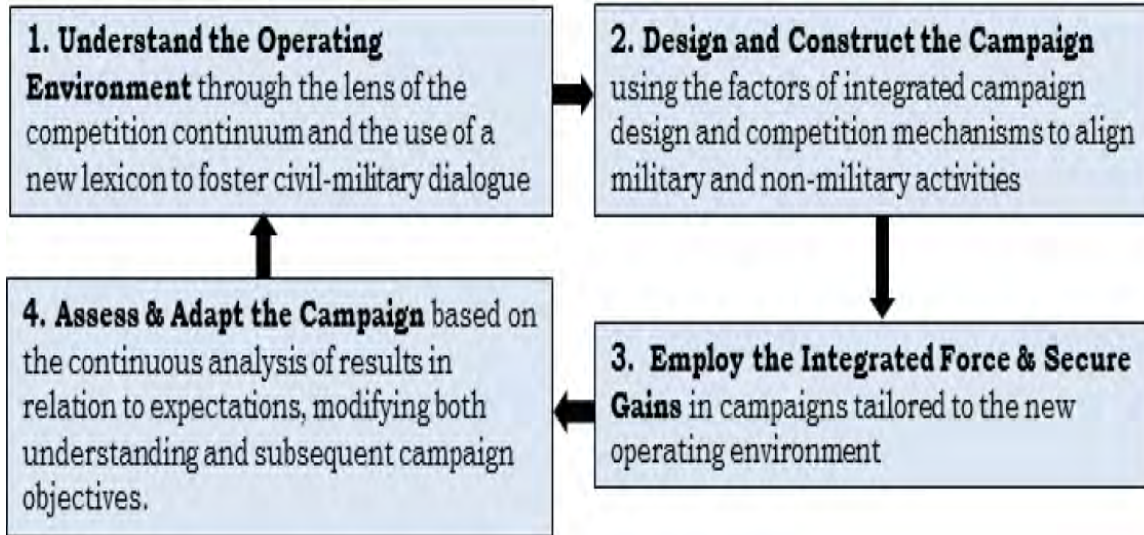 1. Understand the Operating
Environment through the lens of the
competition continuum and the use of a
new lexicon to foster civil-military dialogue
2. Design and Construct the Campaign
using the factors of integrated campaign
design and competition mechanisms to align
military and non-military activities
3. Employ the Integrated Force & Secure
Gains in campaigns tailored to the new
operating environment
4. Assess & Adapt the Campaign based on
the continuous analysis of results in
relation to expectations, modifying both
understanding and subsequent campaign
objectives.